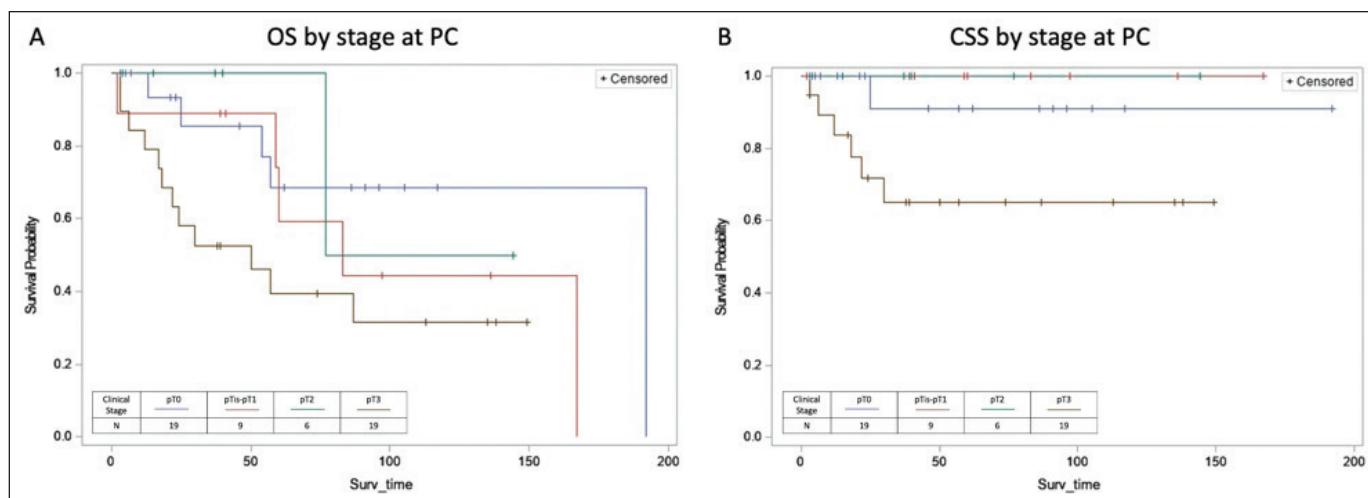 A
OS by stage at PC
1.0
0.8
0.6
0.4
0.2
0.0
Survival Probability
+ Censored
Clinical Stage pT0 pTis-pT1 pT2 pT3
N 19 9 6 19
0 50 100 150 200
Surv_time
B
CSS by stage at PC
1.0
0.8
0.6
0.4
0.2
0.0
Survival Probability
+ Censored
Clinical Stage pT0 pTis-pT1 pT2 pT3
N 19 9 6 19
0 50 100 150 200
Surv_time